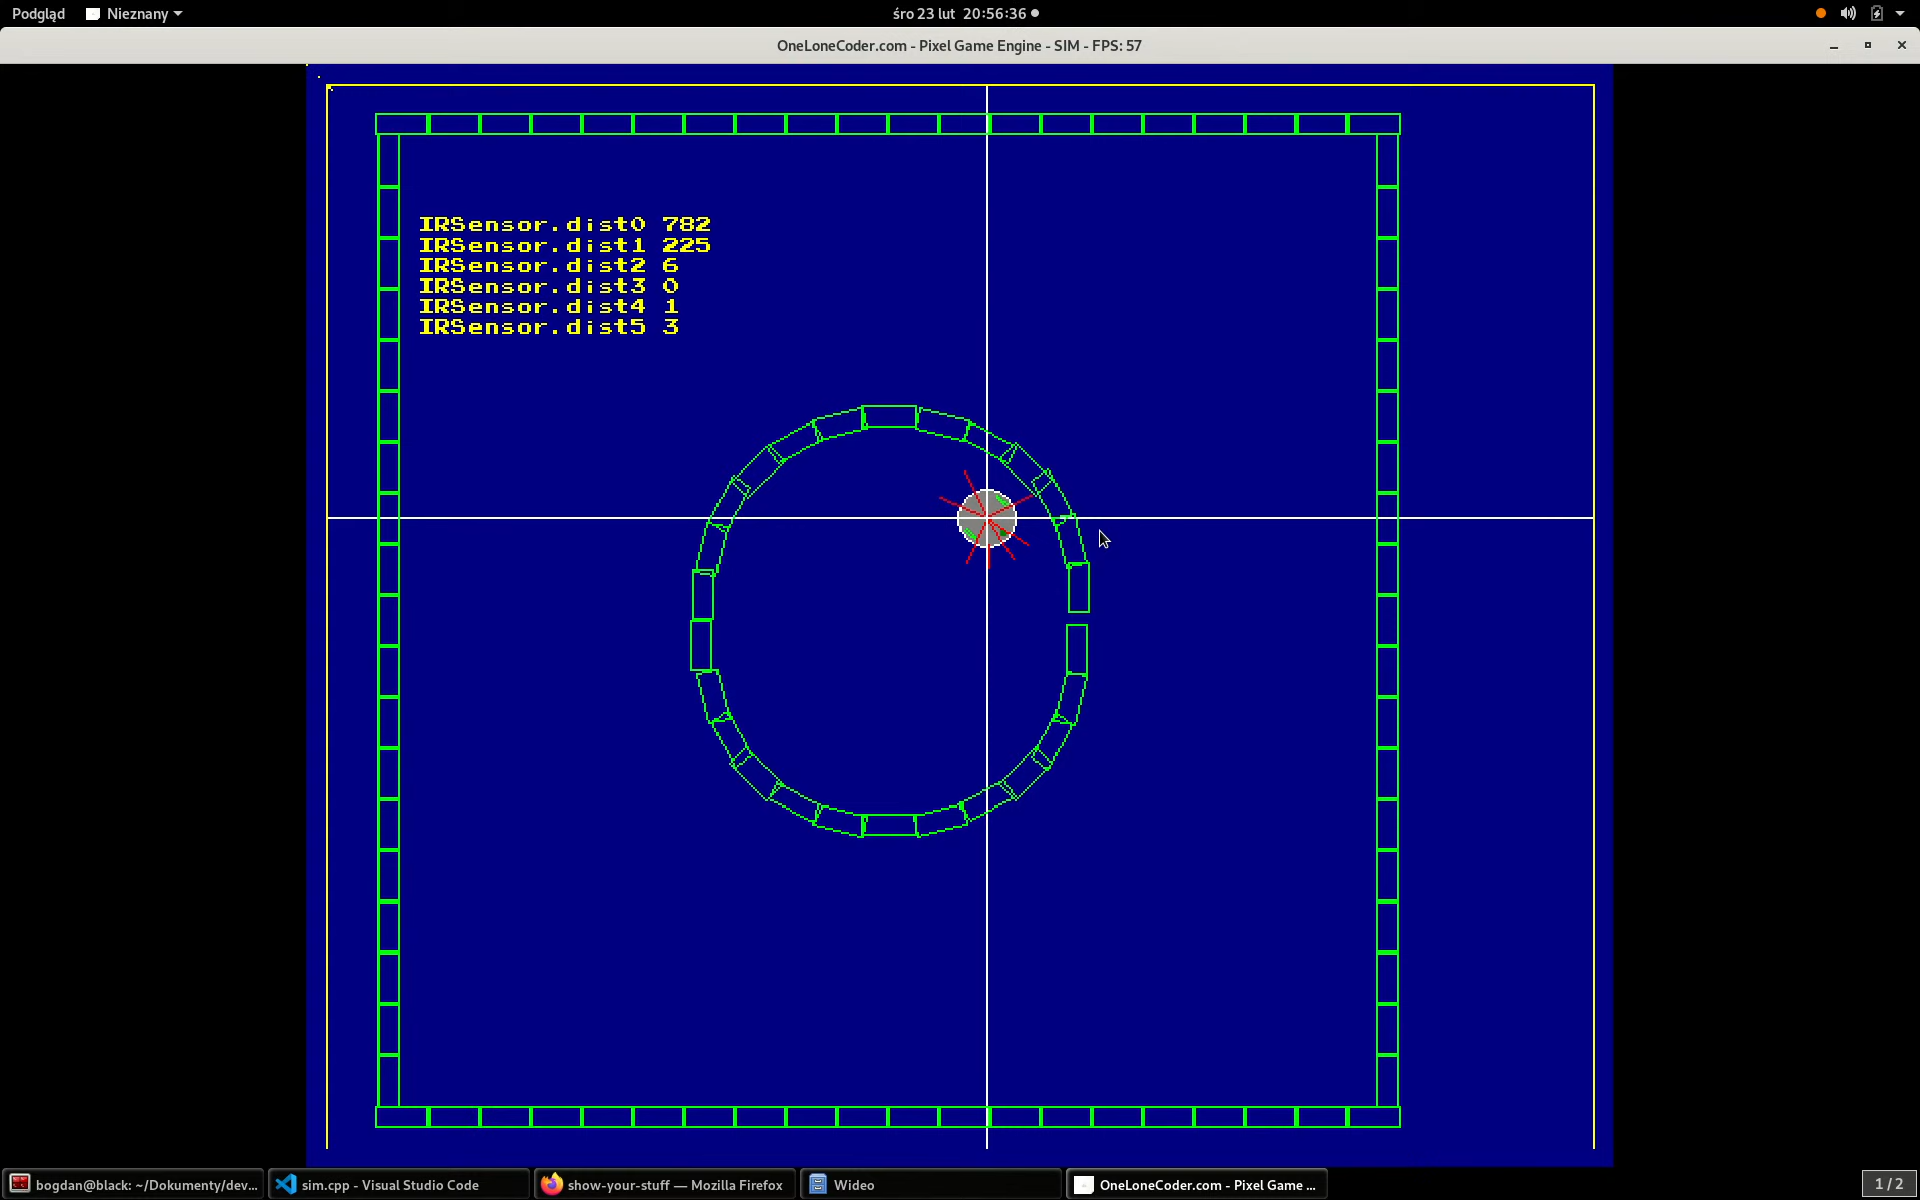 Podgląd
Nieznany
śro 23 lut 20:56:36
OneLoneCoder.com - Pixel Game Engine - SIM - FPS: 57
IRSensor.dist0 782
IRSensor.dist1 225
IRSensor.dist2 6
IRSensor.dist3 0
IRSensor.dist4 1
IRSensor.dist5 3
bogdan@black: ~/Dokumenty/dev...
sim.cpp - Visual Studio Code
show-your-stuff — Mozilla Firefox
Wideo
OneLoneCoder.com - Pixel Game ...
1 / 2